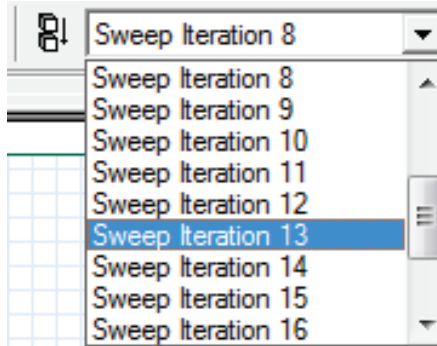 Sweep Iteration 8
Sweep Iteration 8
Sweep Iteration 9
Sweep Iteration 10
Sweep Iteration 11
Sweep Iteration 12
Sweep Iteration 13
Sweep Iteration 14
Sweep Iteration 15
Sweep Iteration 16